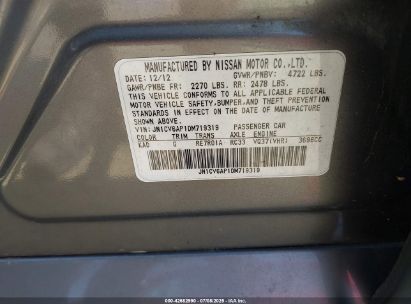 MANUFACTURED BY NISSAN MOTOR CO.,LTD.
DATE: 12/12 GVWR/PNBV: 4722 LBS.
GAWR/PNBE FR: 2270 LBS. RR: 2478 LBS.
THIS VEHICLE CONFORMS TO ALL APPLICABLE FEDERAL
MOTOR VEHICLE SAFETY,BUMPER,AND THEFT PREVENTION
STANDARDS IN EFFECT ON THE DATE OF MANUFACTURE
SHOWN ABOVE.
VIN: JN1CV6AP1DM719319 PASSENGER CAR
COLOR TRIM TRANS AXLE ENGINE
KAD G RE7R01A RC33 VQ37(VHR) 3696CC
JN1CV6AP1DM719319